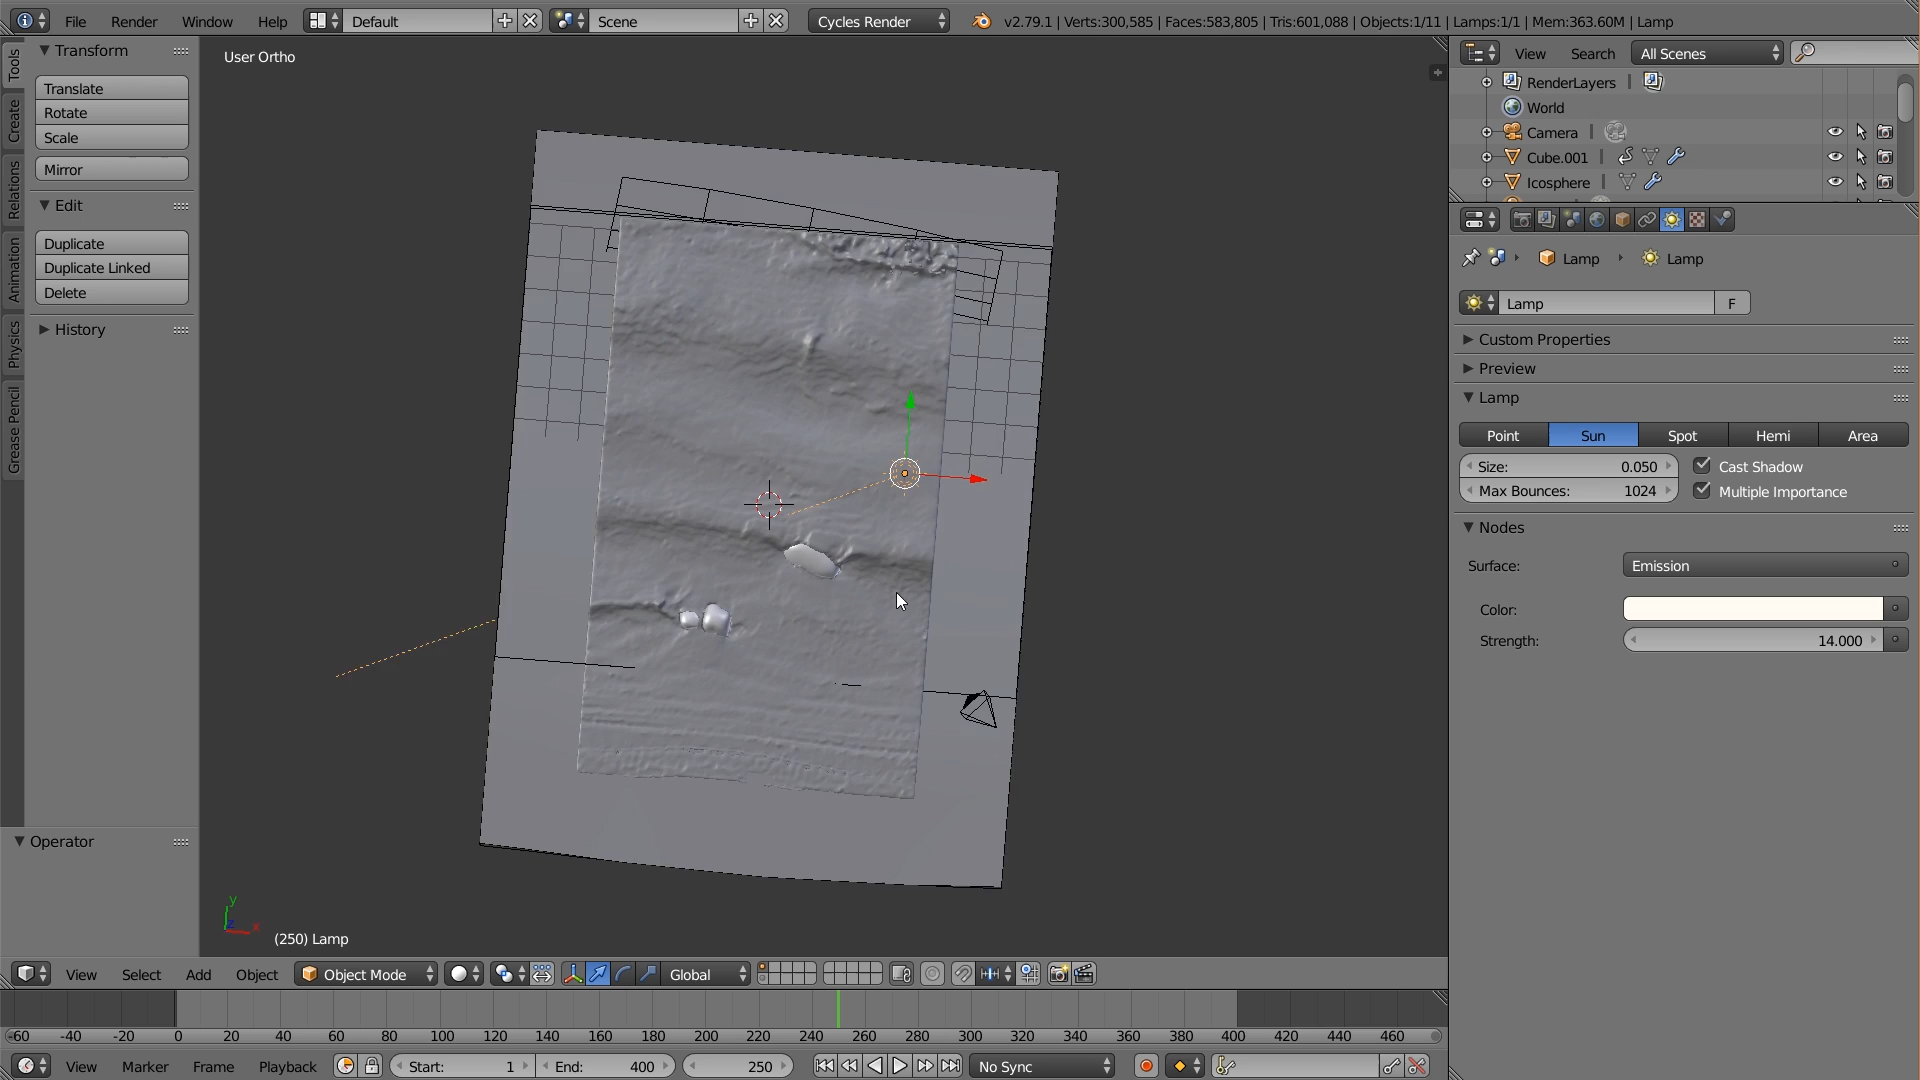 File Render Window Help Default Scene Cycles Render v2.79.1 | Verts:300,585 | Faces:583,805 | Tris:601,088 | Objects:1/11 | Lamps:1/1 | Mem:363.60M | Lamp
Tools
Create
Relations
Animation
Physics
Grease Pencil
Transform
Translate
Rotate
Scale
Mirror
Edit
Duplicate
Duplicate Linked
Delete
History
Operator
User Ortho
y
z
x
(250) Lamp
View Search All Scenes
RenderLayers
World
Camera
Cube.001
Icosphere
Lamp Lamp
Lamp F
Custom Properties
Preview
Lamp
Point Sun Spot Hemi Area
Size: 0.050 Cast Shadow
Max Bounces: 1024 Multiple Importance
Nodes
Surface: Emission
Color:
Strength: 14.000
View Select Add Object Object Mode Global
-60 -40 -20 0 20 40 60 80 100 120 140 160 180 200 220 240 260 280 300 320 340 360 380 400 420 440 460
View Marker Frame Playback Start: 1 End: 400 250 No Sync